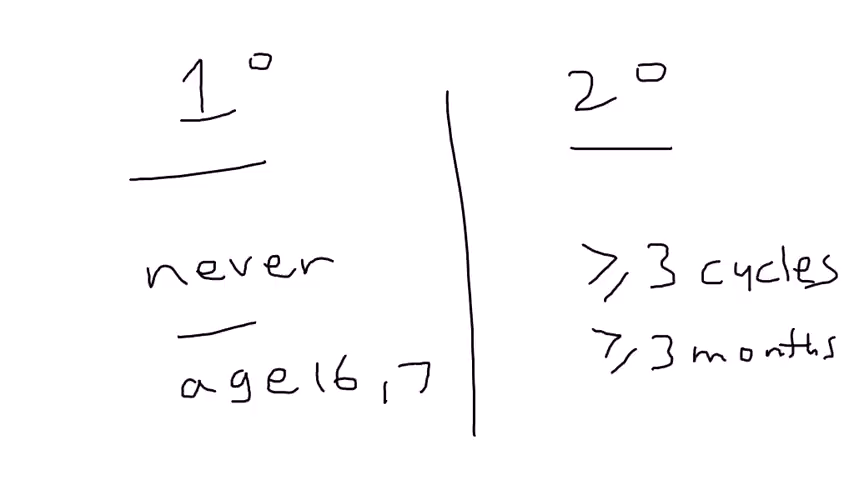 1°
2°
never
age 16, 7
≥ 3 cycles
≥ 3 months